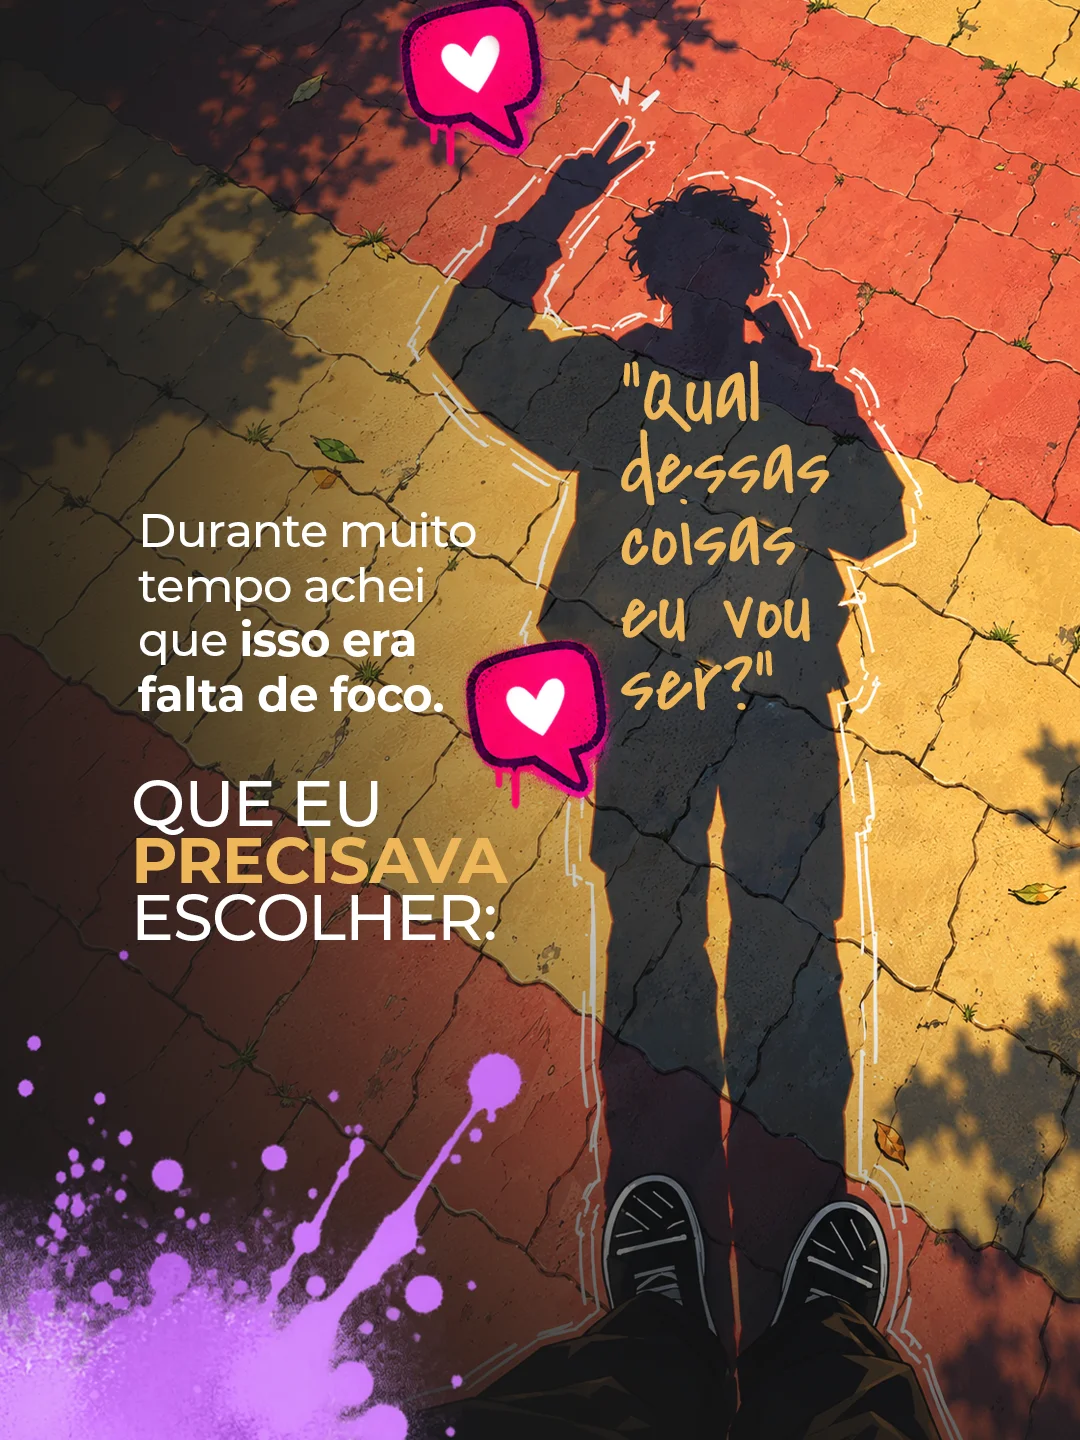 Durante muito
tempo achei
que isso era
falta de foco.
QUE EU
PRECISAVA
ESCOLHER:
"Qual
dessas
coisas
eu vou
ser?"